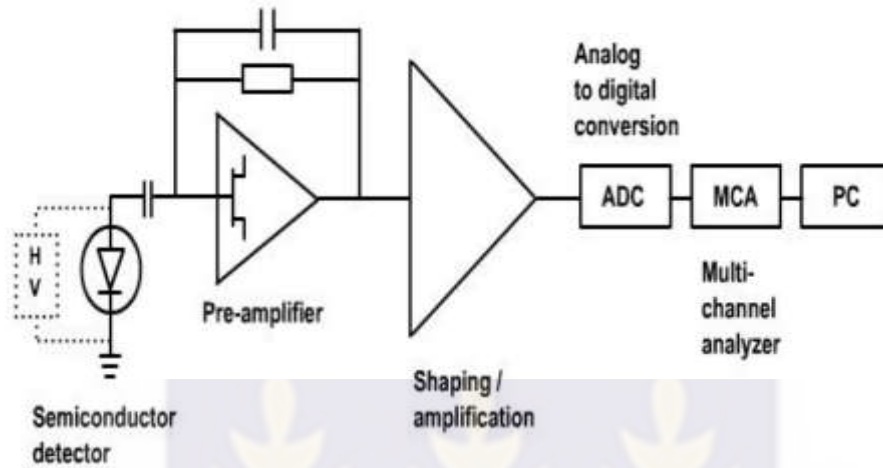 Analog
to digital
conversion
ADC
MCA
PC
H
V
Pre-amplifier
Multi-
channel
analyzer
Shaping /
amplification
Semiconductor
detector